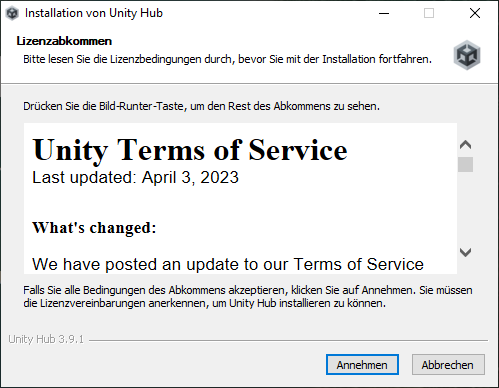 Installation von Unity Hub
Lizenzabkommen
Bitte lesen Sie die Lizenzbedingungen durch, bevor Sie mit der Installation fortfahren.
Drücken Sie die Bild-Runter-Taste, um den Rest des Abkommens zu sehen.
Unity Terms of Service
Last updated: April 3, 2023
What's changed:
We have posted an update to our Terms of Service
Falls Sie alle Bedingungen des Abkommens akzeptieren, klicken Sie auf Annehmen. Sie müssen
die Lizenzvereinbarungen anerkennen, um Unity Hub installieren zu können.
Unity Hub 3.9.1
Annehmen
Abbrechen